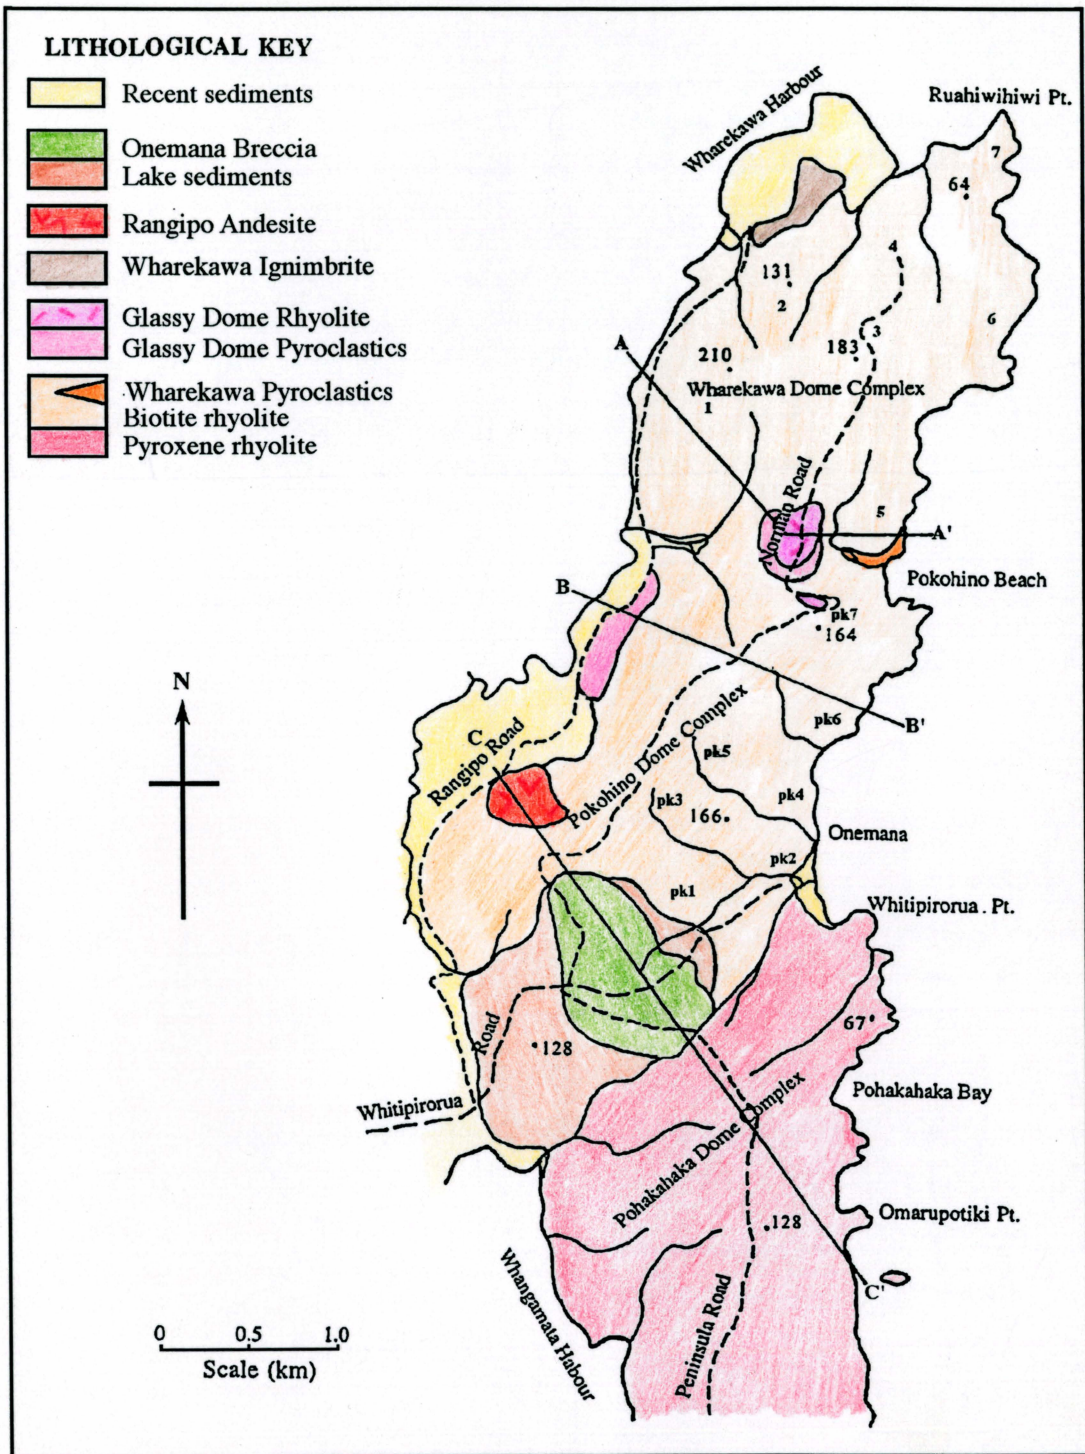 LITHOLOGICAL KEY
Recent sediments
Onemana Breccia
Lake sediments
Rangipo Andesite
Wharekawa Ignimbrite
Glassy Dome Rhyolite
Glassy Dome Pyroclastics
Wharekawa Pyroclastics
Biotite rhyolite
Pyroxene rhyolite
Wharekawa Harbour
Ruahiwihiwi Pt.
7
64
4
131
2
6
3
A
210
183
Wharekawa Dome Complex
1
Norman Road
5
A'
Pokohino Beach
B
pk7
164
N
pk6
B'
C
Rangipo Road
Pokohino Dome Complex
pk5
pk3
166
pk4
Onemana
pk2
pk1
Whitipirorua . Pt.
67
Road
128
Whitipirorua
Pohakahaka Bay
Pohakahaka Dome Complex
Omarupotiki Pt.
128
C'
Whangamata Habour
Peninsula Road
0 0.5 1.0
Scale (km)